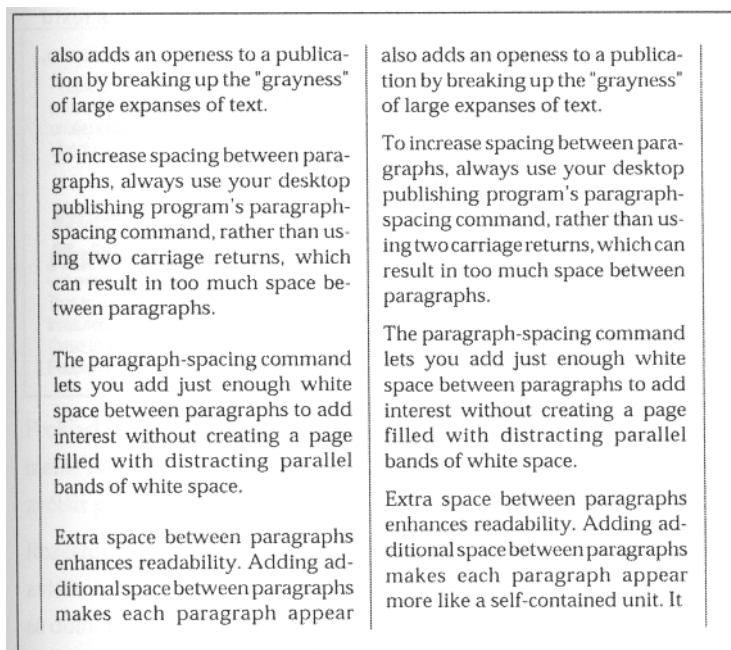 also adds an openess to a publica-
tion by breaking up the "grayness"
of large expanses of text.
To increase spacing between para-
graphs, always use your desktop
publishing program's paragraph-
spacing command, rather than us-
ing two carriage returns, which
can result in too much space be-
tween paragraphs.
The paragraph-spacing command
lets you add just enough white
space between paragraphs to add
interest without creating a page
filled with distracting parallel
bands of white space.
Extra space between paragraphs
enhances readability. Adding ad-
ditional space between paragraphs
makes each paragraph appear
also adds an openess to a publica-
tion by breaking up the "grayness"
of large expanses of text.
To increase spacing between para-
graphs, always use your desktop
publishing program's paragraph-
spacing command, rather than us-
ing two carriage returns, which can
result in too much space between
paragraphs.
The paragraph-spacing command
lets you add just enough white
space between paragraphs to add
interest without creating a page
filled with distracting parallel
bands of white space.
Extra space between paragraphs
enhances readability. Adding ad-
ditional space between paragraphs
makes each paragraph appear
more like a self-contained unit. It